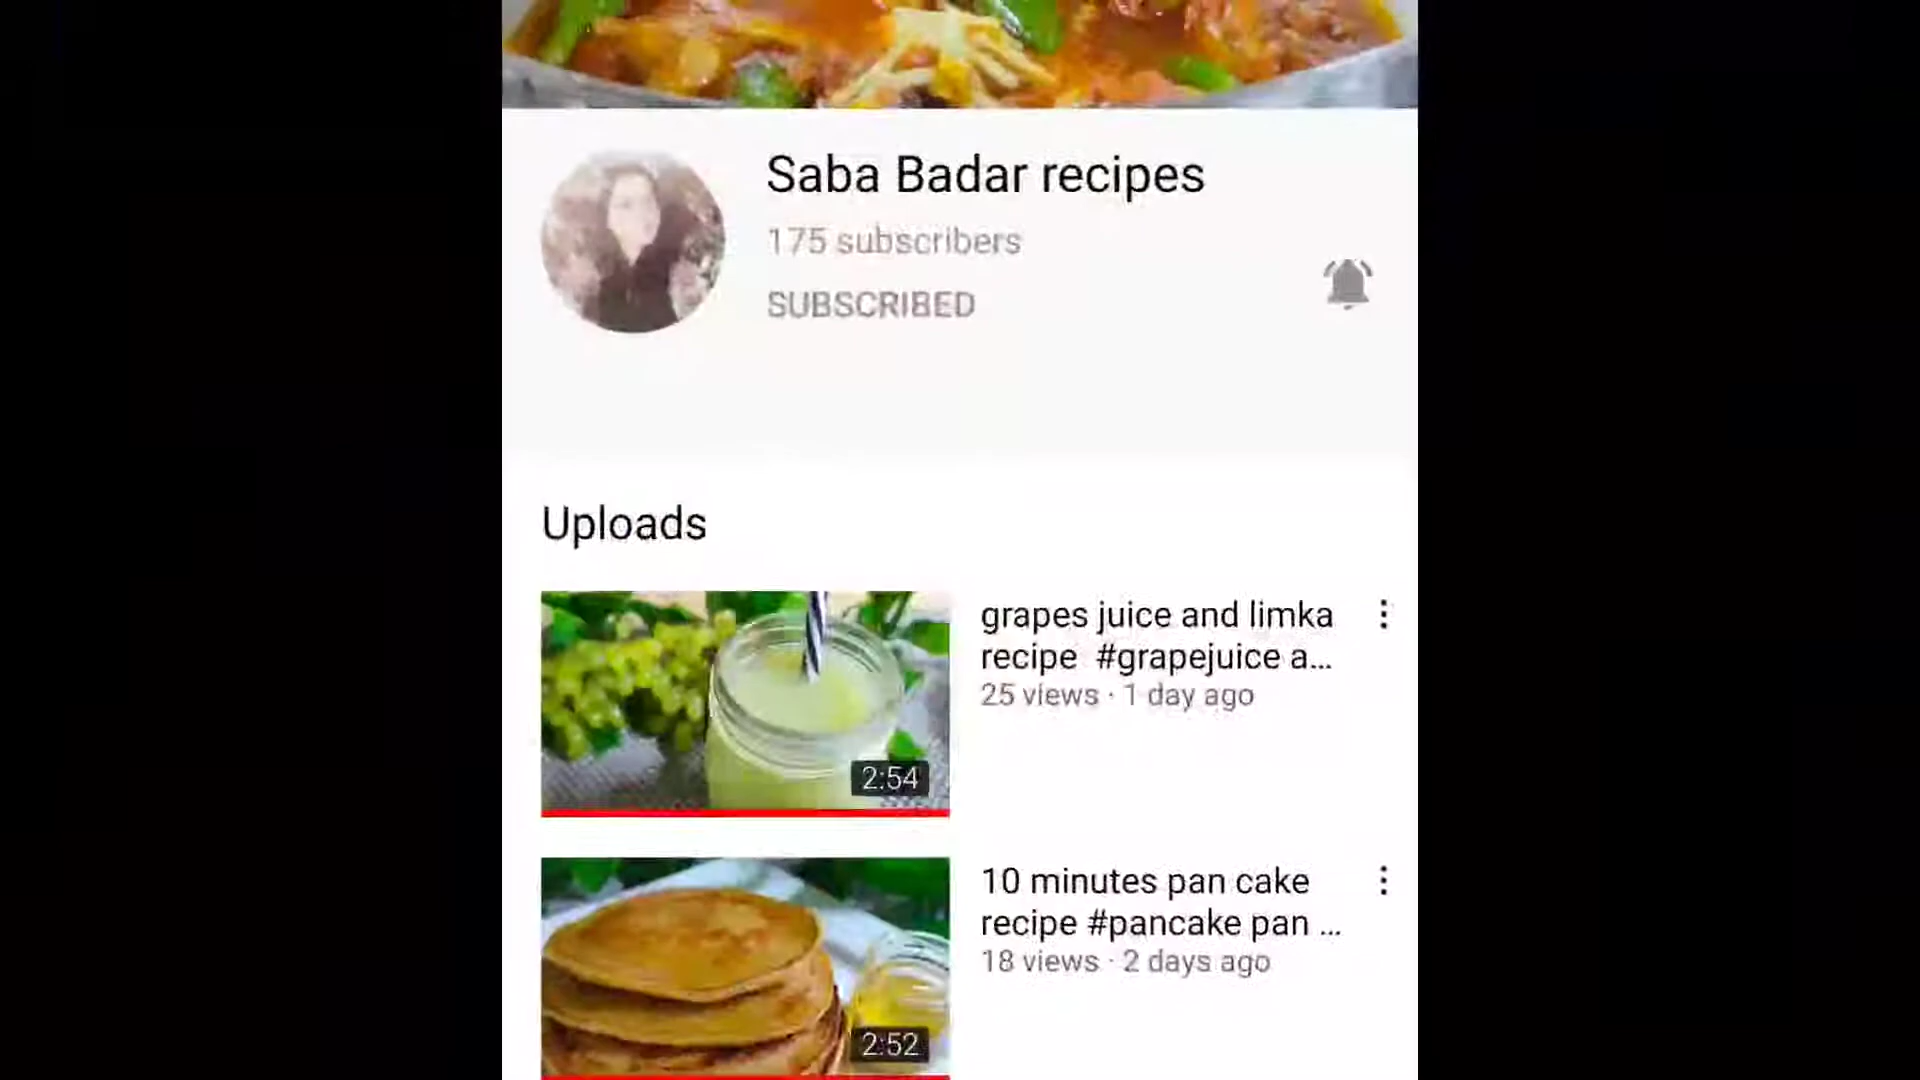 Saba Badar recipes
175 subscribers
SUBSCRIBED
Uploads
grapes juice and limka
recipe #grapejuice a...
25 views · 1 day ago
2:54
10 minutes pan cake
recipe #pancake pan ...
18 views · 2 days ago
2:52